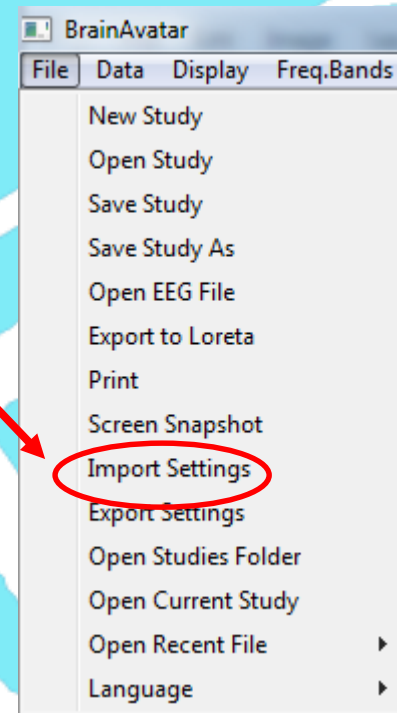 BrainAvatar
File Data Display Freq.Bands
New Study
Open Study
Save Study
Save Study As
Open EEG File
Export to Loreta
Print
Screen Snapshot
Import Settings
Export Settings
Open Studies Folder
Open Current Study
Open Recent File
Language